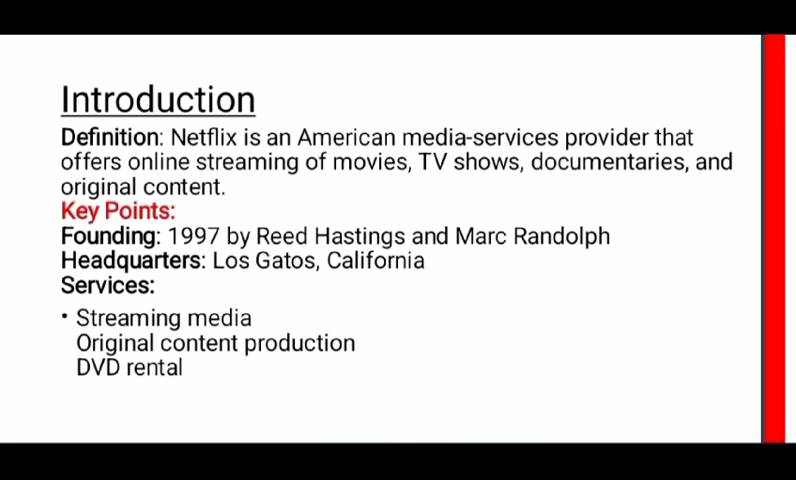 Introduction
Definition: Netflix is an American media-services provider that
offers online streaming of movies, TV shows, documentaries, and
original content.
Key Points:
Founding: 1997 by Reed Hastings and Marc Randolph
Headquarters: Los Gatos, California
Services:
• Streaming media
Original content production
DVD rental